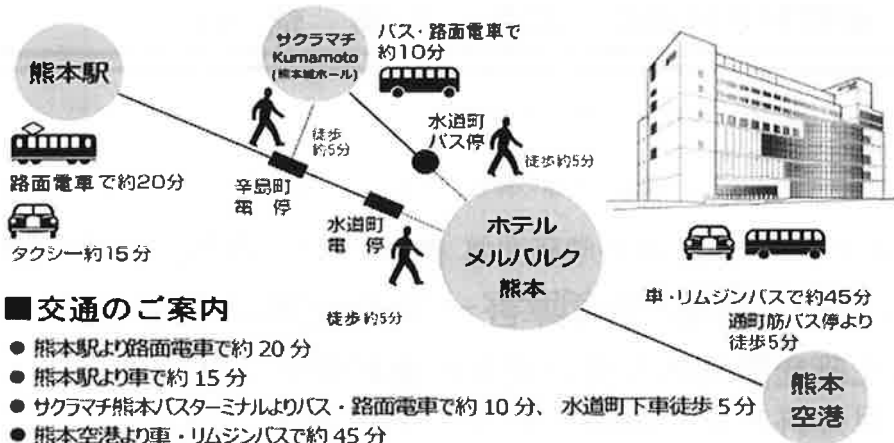 熊本駅
サクラマチ
Kumamoto
(熊本城ホール)
バス・路面電車で
約10分
徒歩
約5分
水道町
バス停
徒歩約5分
路面電車で約20分
辛島町
電 停
タクシー約15分
水道町
電 停
ホテル
メルパルク
熊本
徒歩約5分
車・リムジンバスで約45分
通町筋バス停より
徒歩5分
熊本
空港
■交通のご案内
● 熊本駅より路面電車で約 20 分
● 熊本駅より車で約 15 分
● サクラマチ熊本バスターミナルよりバス・路面電車で約 10 分、 水道町下車徒歩 5 分
● 熊本空港より車・リムジンバスで約 45 分